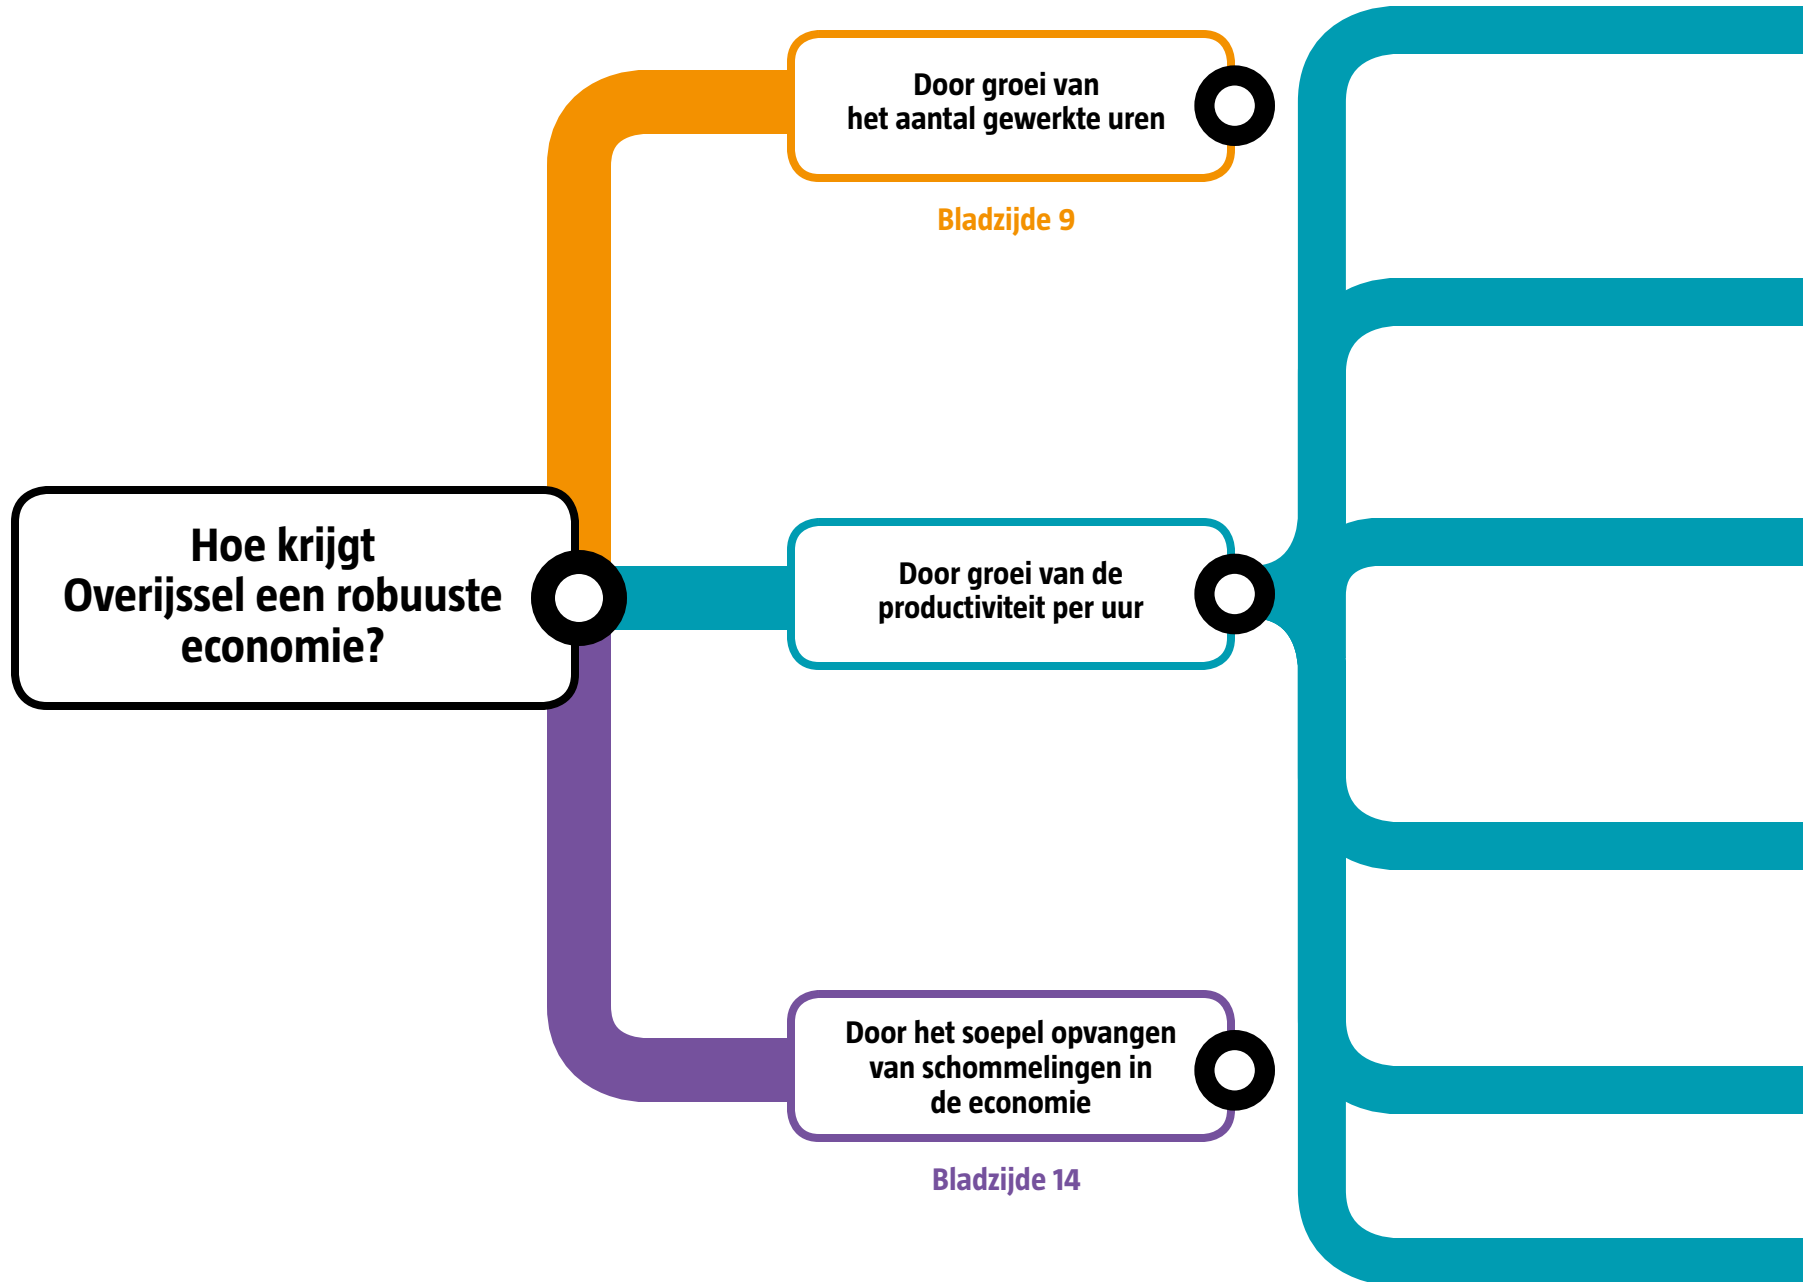 Door groei van
het aantal gewerkte uren
Bladzijde 9
Hoe krijgt
Overijssel een robuuste
economie?
Door groei van de
productiviteit per uur
Door het soepel opvangen
van schommelingen in
de economie
Bladzijde 14